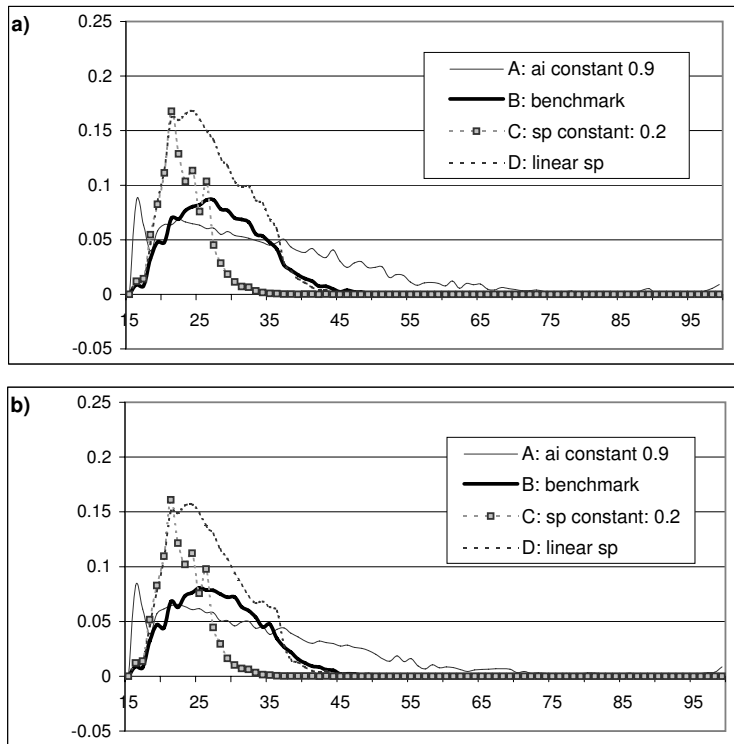 a)
0.25
0.2
0.15
0.1
0.05
0
-0.05
15 25 35 45 55 65 75 85 95
A: ai constant 0.9
B: benchmark
C: sp constant: 0.2
D: linear sp
b)
0.25
0.2
0.15
0.1
0.05
0
-0.05
15 25 35 45 55 65 75 85 95
A: ai constant 0.9
B: benchmark
C: sp constant: 0.2
D: linear sp